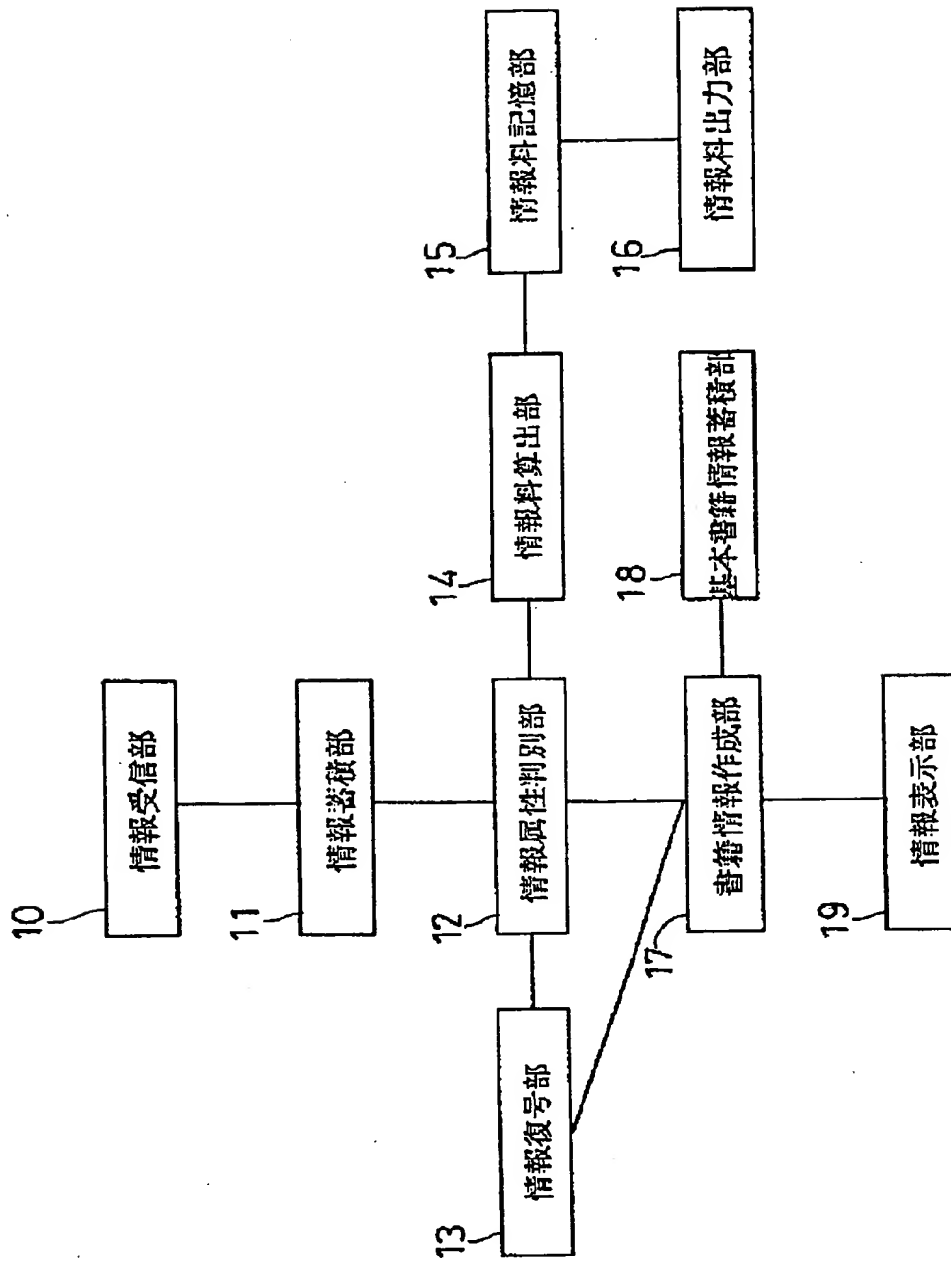 10
情報受信部
11
情報蓄積部
12
情報属性判別部
13
情報復号部
14
情報料算出部
15
情報料記憶部
16
情報料出力部
17
書籍情報作成部
18
基本書籍情報蓄積部
19
情報表示部